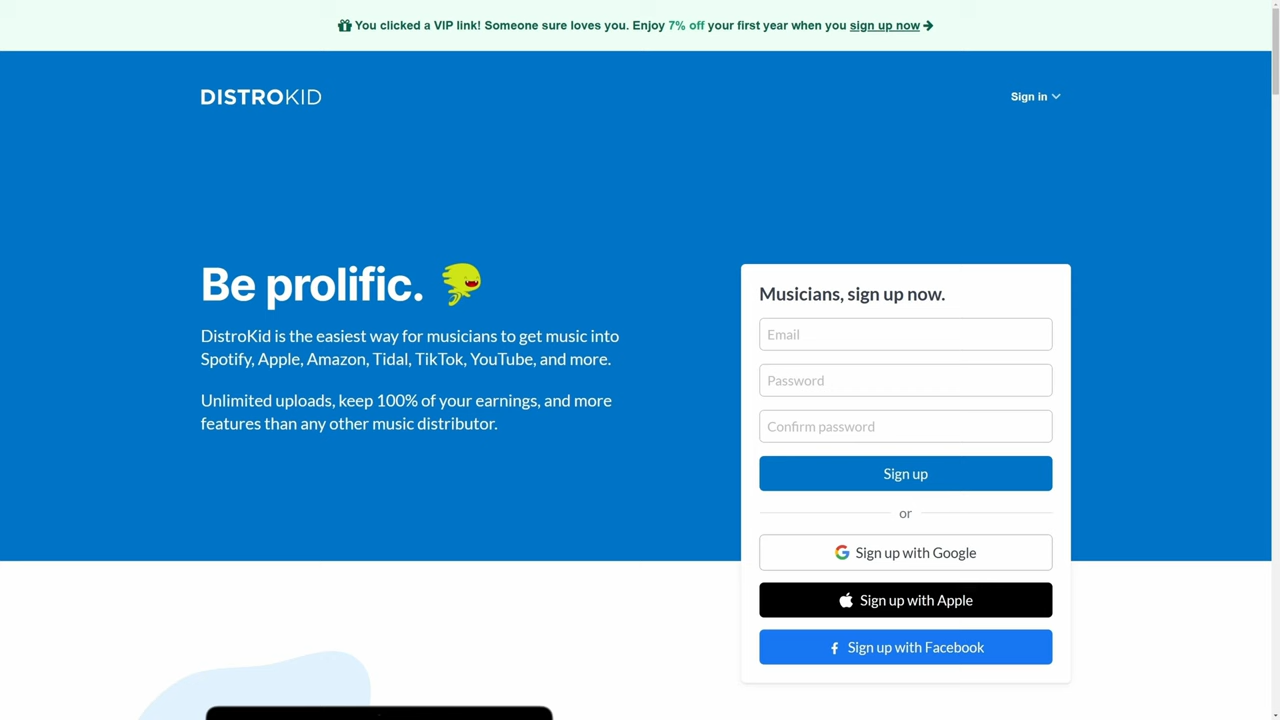 You clicked a VIP link! Someone sure loves you. Enjoy 7% off your first year when you sign up now
DISTROKID
Sign in
Be prolific.
DistroKid is the easiest way for musicians to get music into
Spotify, Apple, Amazon, Tidal, TikTok, YouTube, and more.
Unlimited uploads, keep 100% of your earnings, and more
features than any other music distributor.
Musicians, sign up now.
Email
Password
Confirm password
Sign up
or
Sign up with Google
Sign up with Apple
Sign up with Facebook